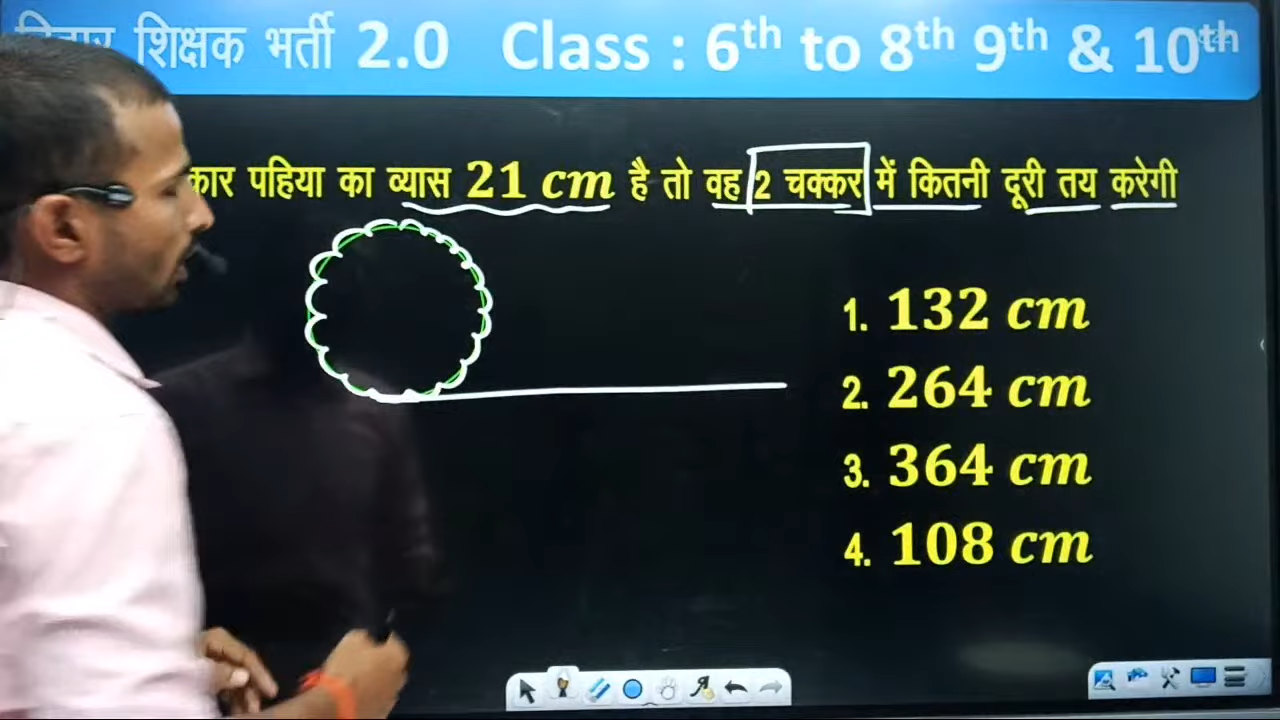 शिक्षक भर्ती 2.0 Class : 6th to 8th 9th & 10th
पहिया का व्यास 21 cm है तो वह 2 चक्कर में कितनी दूरी तय करेगी
1. 132 cm
2. 264 cm
3. 364 cm
4. 108 cm